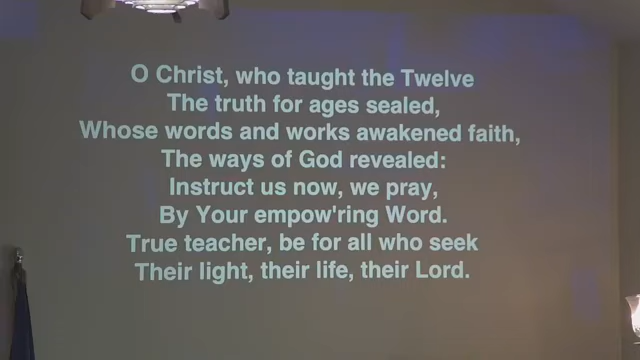 O Christ, who taught the Twelve
The truth for ages sealed,
Whose words and works awakened faith,
The ways of God revealed:
Instruct us now, we pray,
By Your empow'ring Word.
True teacher, be for all who seek
Their light, their life, their Lord.